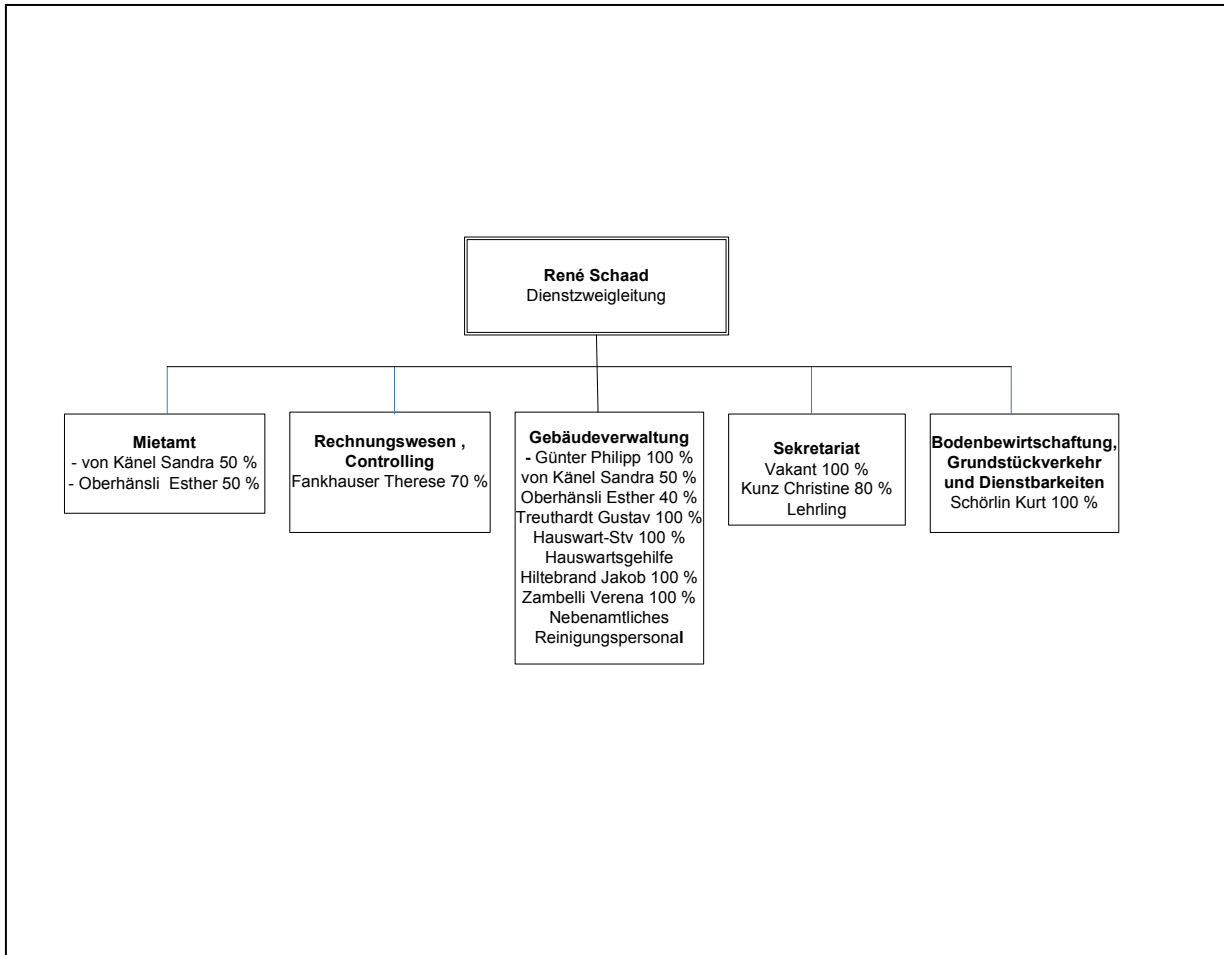 René Schaad
Dienstzweigleitung
Mietamt
- von Känel Sandra 50 %
- Oberhänsli  Esther 50 %
Rechnungswesen ,
Controlling
Fankhauser Therese 70 %
Gebäudeverwaltung
- Günter Philipp 100 %
von Känel Sandra 50 %
Oberhänsli Esther 40 %
Treuthardt Gustav 100 %
Hauswart-Stv 100 %
Hauswartsgehilfe
Hiltebrand Jakob 100 %
Zambelli Verena 100 %
Nebenamtliches
Reinigungspersonal
Sekretariat
Vakant 100 %
Kunz Christine 80 %
Lehrling
Bodenbewirtschaftung,
Grundstückverkehr
und Dienstbarkeiten
Schörlin Kurt 100 %